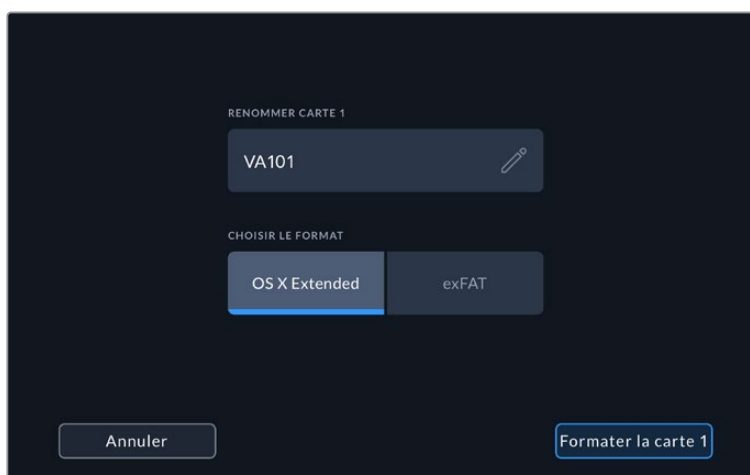 RENOMMER CARTE 1
VA101
CHOISIR LE FORMAT
OS X Extended
exFAT
Annuler
Formater la carte 1